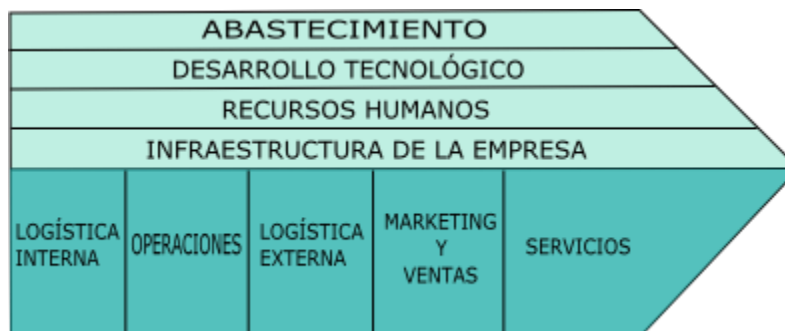 ABASTECIMIENTO
DESARROLLO TECNOLÓGICO
RECURSOS HUMANOS
INFRAESTRUCTURA DE LA EMPRESA
LOGÍSTICA
INTERNA
OPERACIONES
LOGÍSTICA
EXTERNA
MARKETING
Y
VENTAS
SERVICIOS